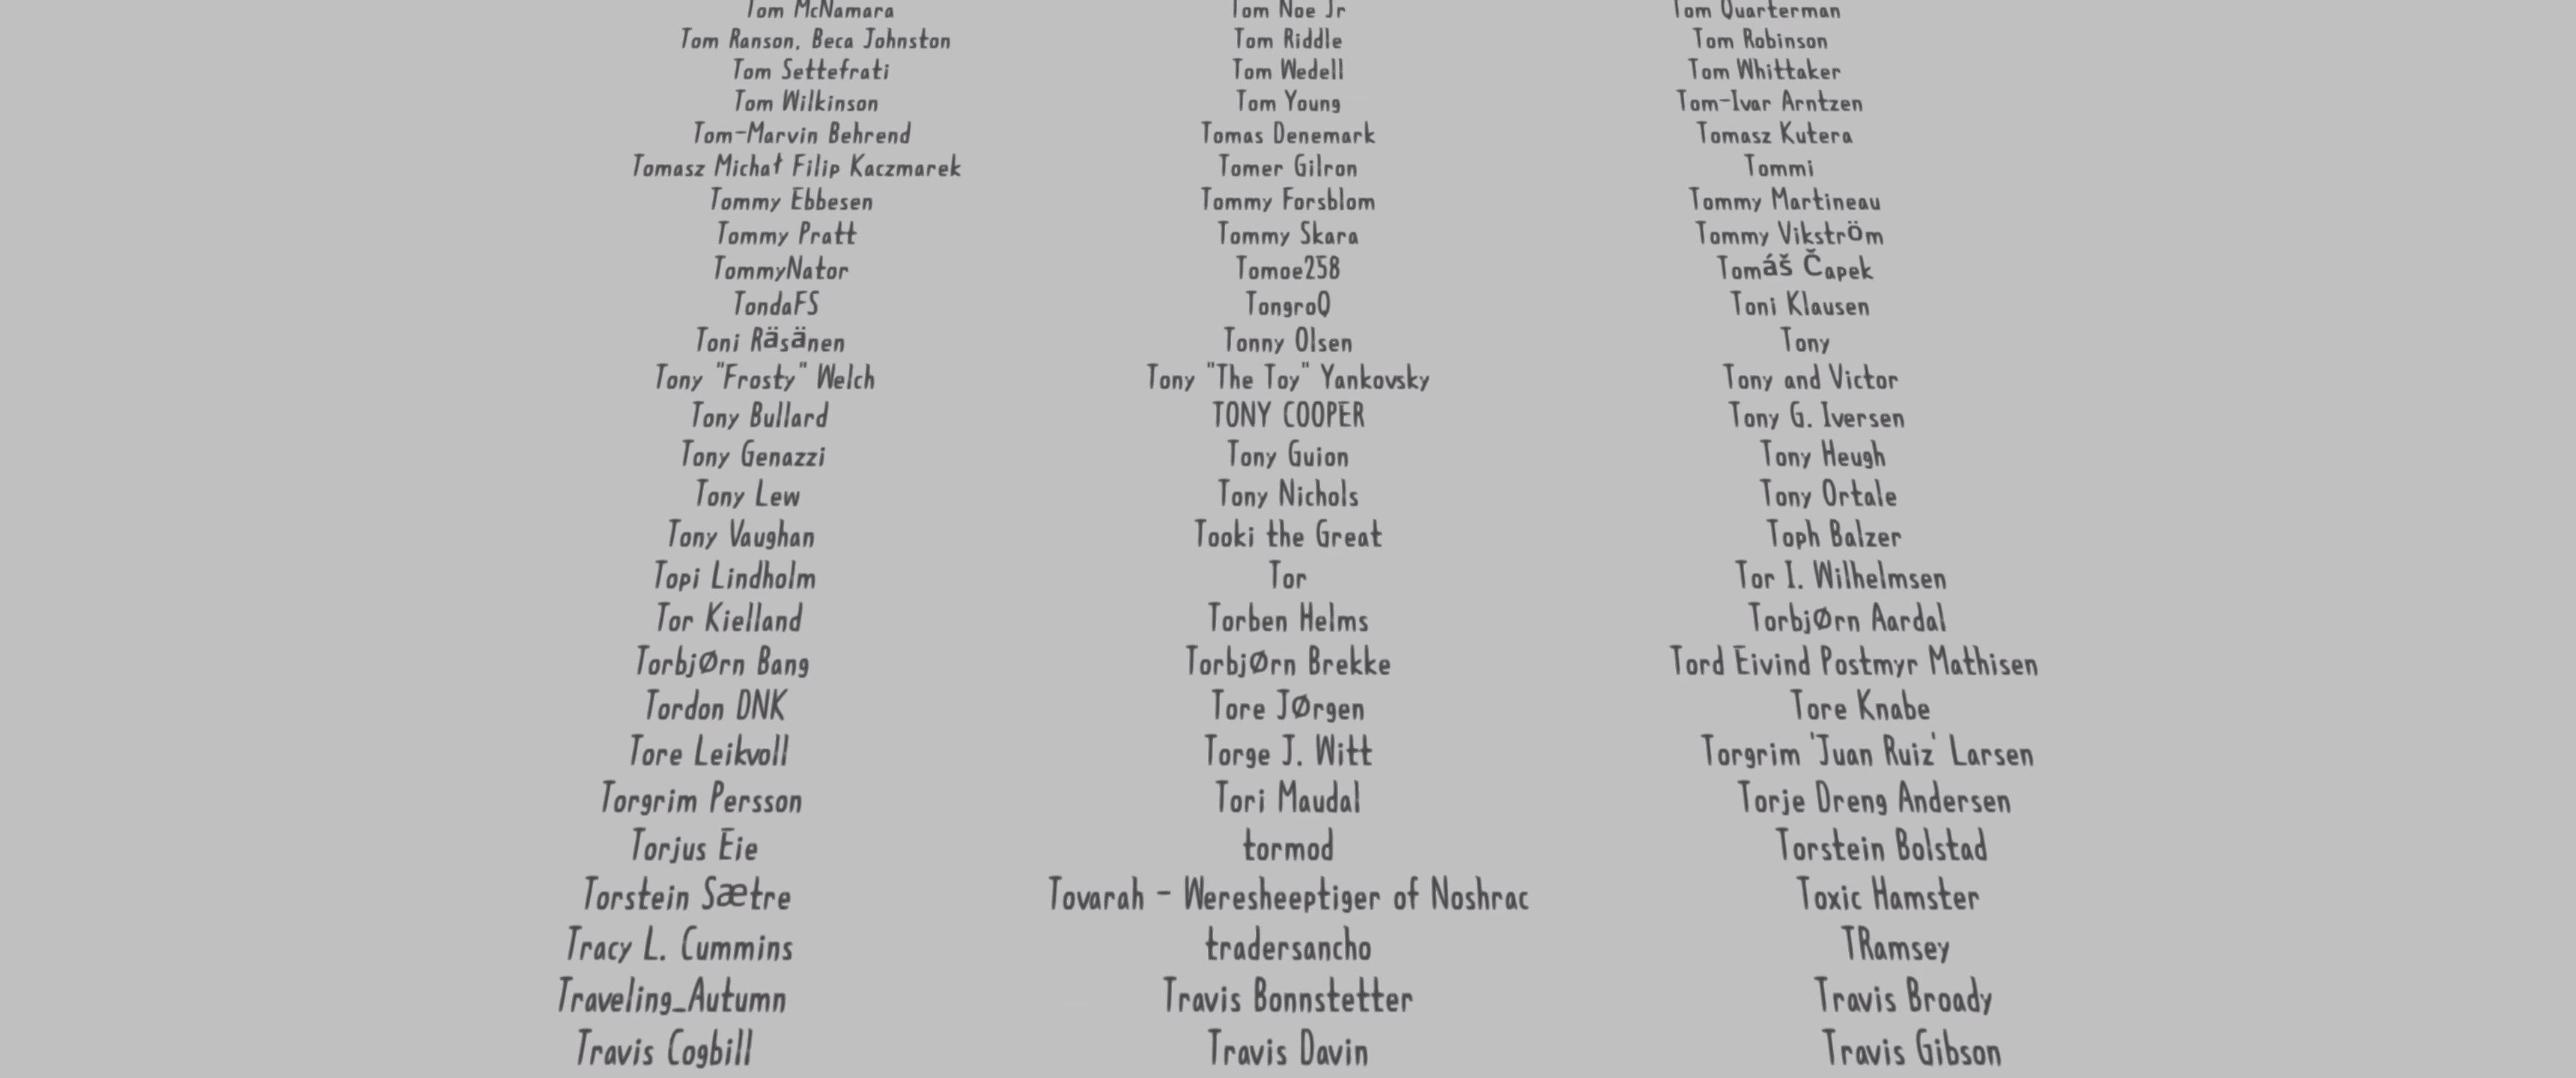 Tom McNamara Tom Noe Jr Tom Quarterman
Tom Ranson, Beca Johnston Tom Riddle Tom Robinson
Tom Settefrati Tom Wedell Tom Whittaker
Tom Wilkinson Tom Young Tom-Ivar Arntzen
Tom-Marvin Behrend Tomas Denemark Tomasz Kutera
Tomasz Michał Filip Kaczmarek Tomer Gilron Tommi
Tommy Ebbesen Tommy Forsblom Tommy Martineau
Tommy Pratt Tommy Skara Tommy Vikström
TommyNator Tomoe258 Tomáš Čapek
TondaFS TongroQ Toni Klausen
Toni Räsänen Tonny Olsen Tony
Tony "Frosty" Welch Tony "The Toy" Yankovsky Tony and Victor
Tony Bullard TONY COOPER Tony G. Iversen
Tony Genazzi Tony Guion Tony Heugh
Tony Lew Tony Nichols Tony Ortale
Tony Vaughan Tooki the Great Toph Balzer
Topi Lindholm Tor Tor I. Wilhelmsen
Tor Kielland Torben Helms Torbjørn Aardal
Torbjørn Bang Torbjørn Brekke Tord Eivind Postmyr Mathisen
Tordon DNK Tore Jørgen Tore Knabe
Tore Leikvoll Torge J. Witt Torgrim 'Juan Ruiz' Larsen
Torgrim Persson Tori Maudal Torje Dreng Andersen
Torjus Eie tormod Torstein Bolstad
Torstein Sætre Tovarah - Weresheeptiger of Noshrac Toxic Hamster
Tracy L. Cummins tradersancho TRamsey
Traveling_Autumn Travis Bonnstetter Travis Broady
Travis Cogbill Travis Davin Travis Gibson